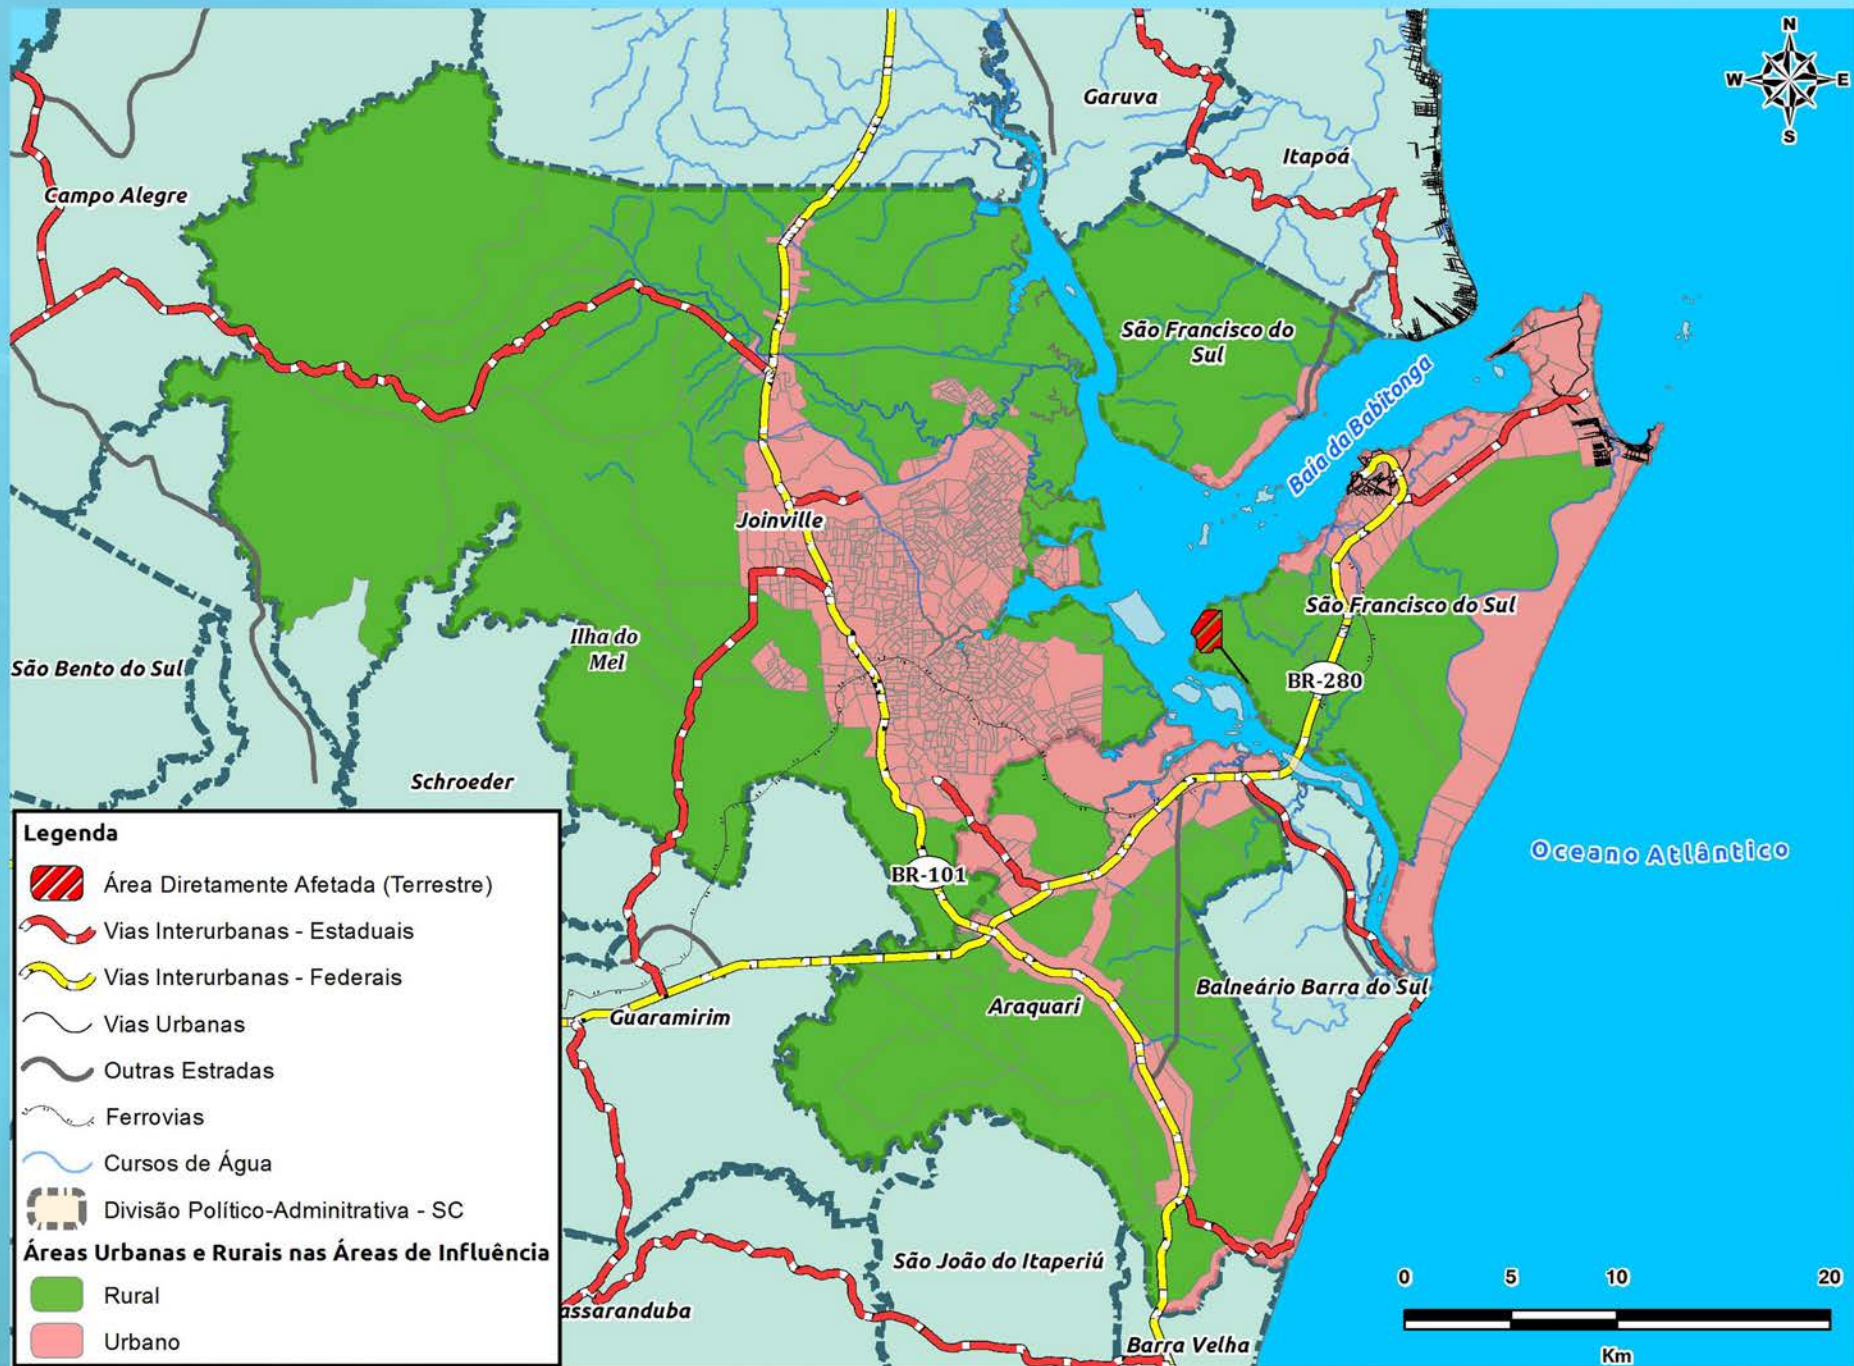 N
W
E
S
Garuva
Itapoá
Campo Alegre
São Francisco do
Sul
Baía da Babitonga
Joinville
São Francisco do Sul
Ilha do
Mel
São Bento do Sul
BR-280
Schroeder
Oceano Atlântico
BR-101
Balneário Barra do Sul
Araquari
Guaramirim
São João do Itaperiú
assaranduba
Barra Velha
Legenda
Área Diretamente Afetada (Terrestre)
Vias Interurbanas - Estaduais
Vias Interurbanas - Federais
Vias Urbanas
Outras Estradas
Ferrovias
Cursos de Água
Divisão Político-Adminitrativa - SC
Áreas Urbanas e Rurais nas Áreas de Influência
Rural
Urbano
0 5 10 20
Km